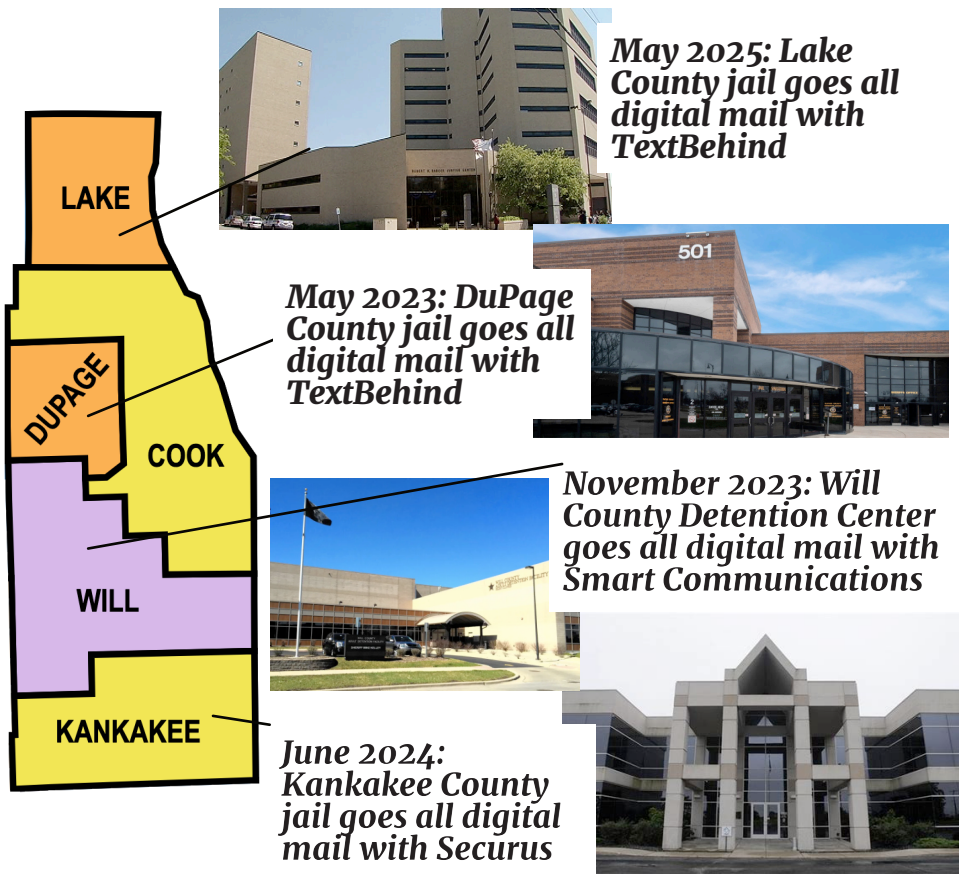 May 2025: Lake
County jail goes all
digital mail with
TextBehind
LAKE
501
May 2023: DuPage
County jail goes all
digital mail with
TextBehind
DUPAGE
COOK
November 2023: Will
County Detention Center
goes all digital mail with
Smart Communications
WILL
KANKAKEE
June 2024:
Kankakee County
jail goes all digital
mail with Securus